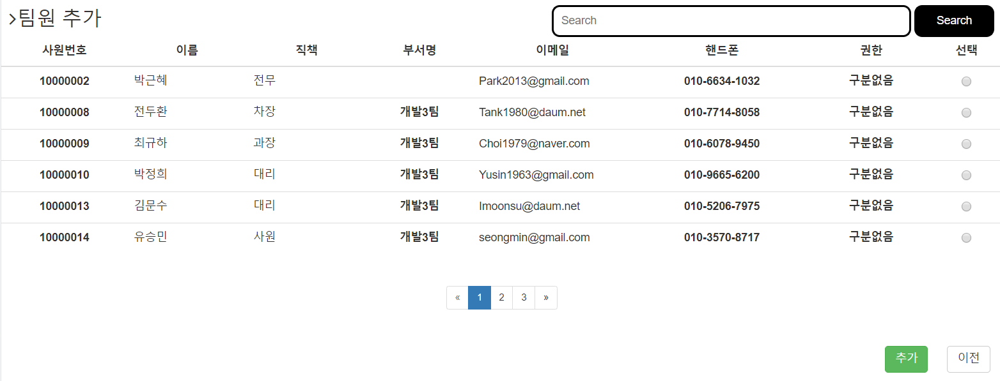 팀원 추가
Search Search
사원번호 이름 직책 부서명 이메일 핸드폰 권한 선택
10000002 박근혜 전무 Park2013@gmail.com 010-6634-1032 구분없음
10000008 전두환 차장 개발3팀 Tank1980@daum.net 010-7714-8058 구분없음
10000009 최규하 과장 개발3팀 Choi1979@naver.com 010-6078-9450 구분없음
10000010 박정희 대리 개발3팀 Yusin1963@gmail.com 010-9665-6200 구분없음
10000013 김문수 대리 개발3팀 Imoonsu@daum.net 010-5206-7975 구분없음
10000014 유승민 사원 개발3팀 seongmin@gmail.com 010-3570-8717 구분없음
« 1 2 3 »
추가 이전